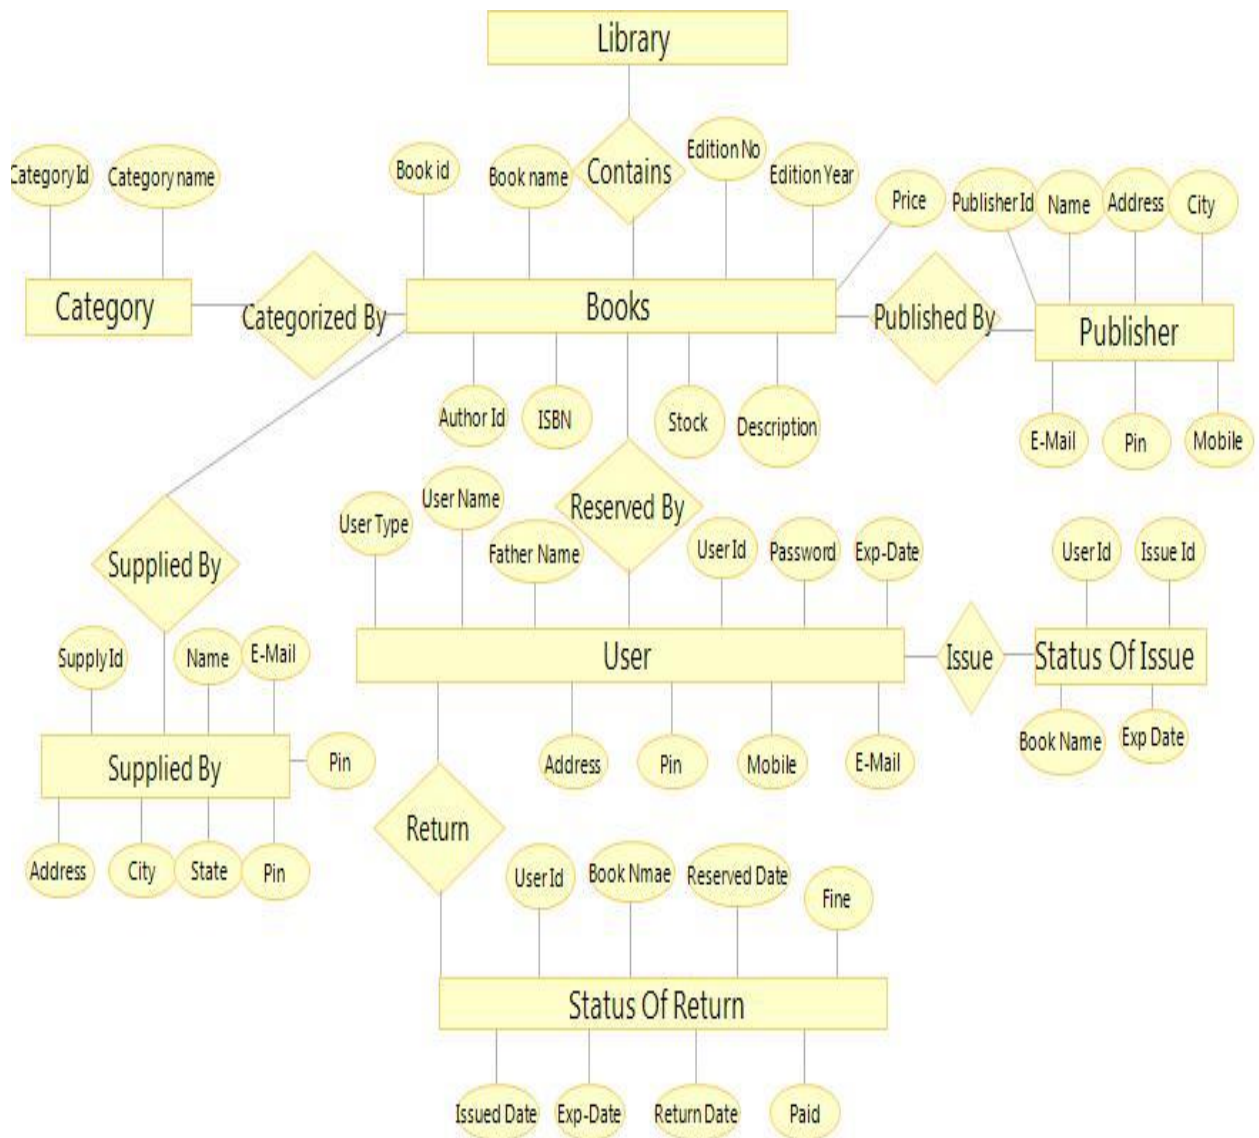 Library
Contains
Edition No
Book id
Book name
Edition Year
Category Id
Category name
Price
Publisher Id
Name
Address
City
Category
Categorized By
Books
Published By
Publisher
Author Id
ISBN
Stock
Description
E-Mail
Pin
Mobile
User Type
User Name
Father Name
Reserved By
User Id
Password
Exp-Date
User Id
Issue Id
Supplied By
Supply Id
Name
E-Mail
User
Issue
Status Of Issue
Book Name
Exp Date
Supplied By
Pin
Address
Pin
Mobile
E-Mail
Address
City
State
Pin
Return
User Id
Book Nmae
Reserved Date
Fine
Status Of Return
Issued Date
Exp-Date
Return Date
Paid